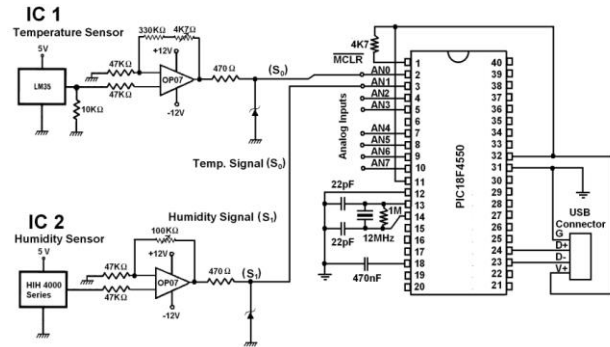 IC 1
Temperature Sensor
5V
LM35
10KΩ
47KΩ
47KΩ
330KΩ
4K7Ω
+12V
OP07
-12V
470 Ω
(S₀)
Temp. Signal (S₀)
IC 2
Humidity Sensor
5 V
HIH 4000
Series
47KΩ
47KΩ
Humidity Signal (S₁)
100KΩ
+12V
OP07
-12V
470Ω
(S₁)
4K7
MCLR
AN0
AN1
AN2
AN3
AN4
AN5
AN6
AN7
Analog Inputs
22pF
22pF
1M
12MHz
470nF
PIC18F4550
1
2
3
4
5
6
7
8
9
10
11
12
13
14
15
16
17
18
19
20
40
39
38
37
36
35
34
33
32
31
30
29
28
27
26
25
24
23
22
21
USB
Connector
G
D+
D-
V+